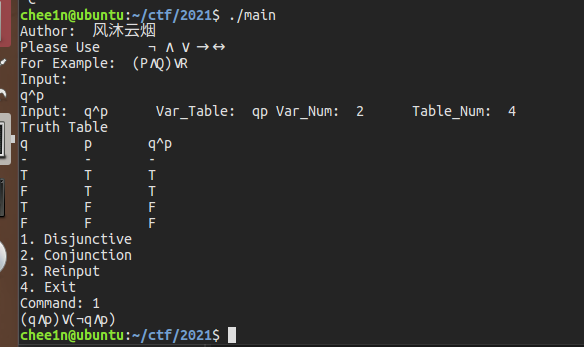 chee1n@ubuntu:~/ctf/2021$ ./main
Author:  风沐云烟
Please Use      ¬ ∧ ∨ → ↔
For Example:  (P∧Q)∨R
Input:
q^p
Input:  q^p      Var_Table:  qp Var_Num:  2      Table_Num:  4
Truth Table
q       p       q^p
-       -       -
T       T       T
F       T       T
T       F       F
F       F       F
1. Disjunctive
2. Conjunction
3. Reinput
4. Exit
Command: 1
(q∧p)∨(¬q∧p)
chee1n@ubuntu:~/ctf/2021$